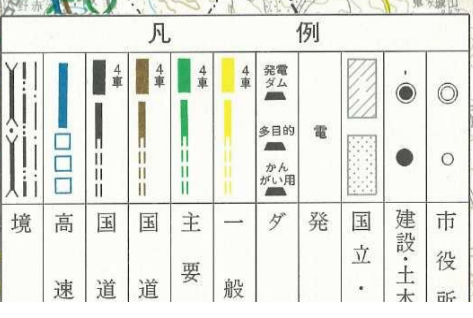 凡例
市役所
建設・土木
国立・
発
電
ダ
発電
ダム
多目的
かん
がい用
一般
4車
主要
4車
国道
4車
国道
4車
高速
境